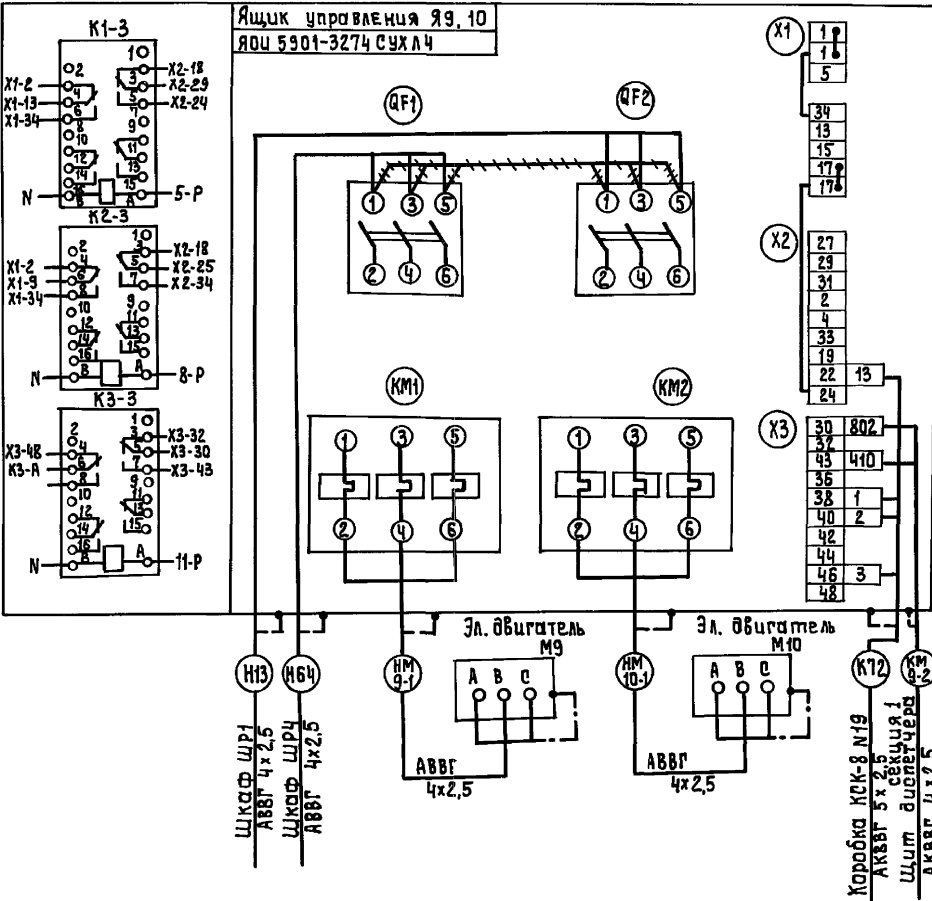 Ящик управления Я9, 10
ЯОИ 5901-3274 СУХЛ4
К1-3
2
4
6
8
10
12
14
16
В
1
3
5
7
9
11
13
15
А
Х1-2
Х1-13
Х1-34
N
Х2-18
Х2-29
Х2-24
5-Р
К2-3
2
4
6
8
10
12
14
16
В
1
3
5
7
9
11
13
15
А
Х1-2
Х1-9
Х1-34
N
Х2-18
Х2-25
Х2-34
8-Р
К3-3
2
4
6
8
10
12
14
16
В
1
3
5
7
9
11
13
15
А
Х3-48
К3-А
N
Х3-32
Х3-30
Х3-43
11-Р
QF1
1 3 5
2 4 6
QF2
1 3 5
2 4 6
КМ1
1 3 5
2 4 6
КМ2
1 3 5
2 4 6
Х1
1
1
5
34
13
15
17
17
Х2
27
29
31
2
4
33
19
22 13
24
Х3
30 802
32
43 410
36
38 1
40 2
42
44
46 3
48
Н13
Н64
НМ
9-1
Эл. двигатель
М9
А В С
НМ
10-1
Эл. двигатель
М10
А В С
К72
КМ
9-2
АВВГ
4х2,5
АВВГ
4х2,5
Шкаф ШР1
АВВГ 4х2,5
Шкаф ШР4
АВВГ 4х2,5
Коробка КСК-8 N19
АКВВГ 5х2,5
секция 1
Щит диспетчера
АКВВГ 4х2,5